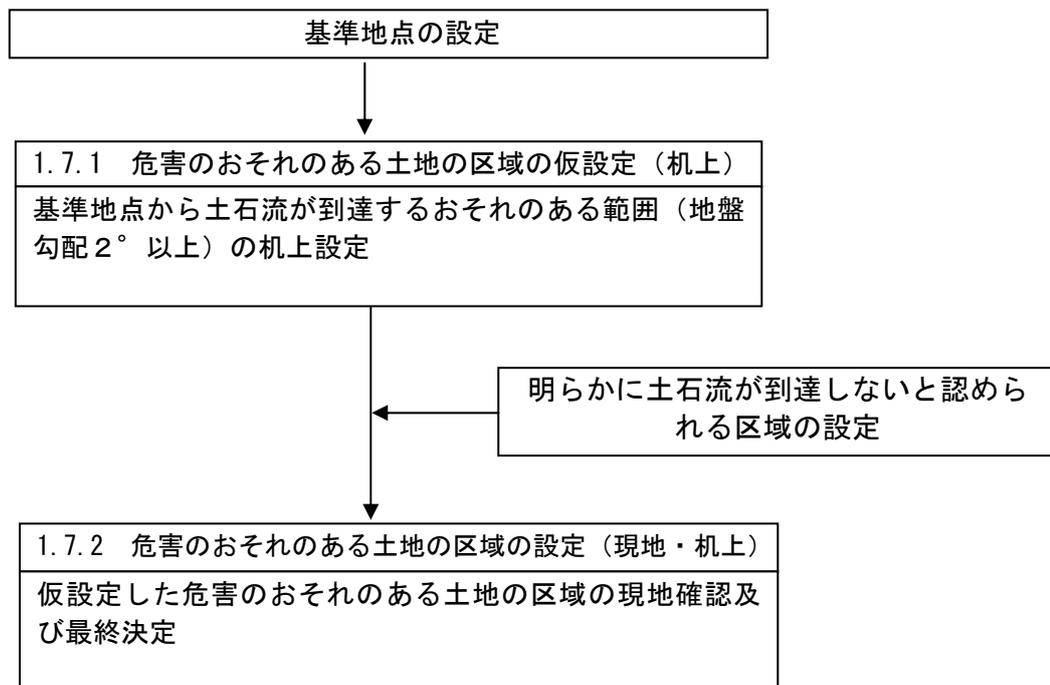 基準地点の設定
1.7.1　危害のおそれのある土地の区域の仮設定（机上）
基準地点から土石流が到達するおそれのある範囲（地盤
勾配２°以上）の机上設定
明らかに土石流が到達しないと認めら
れる区域の設定
1.7.2　危害のおそれのある土地の区域の設定（現地・机上）
仮設定した危害のおそれのある土地の区域の現地確認及
び最終決定